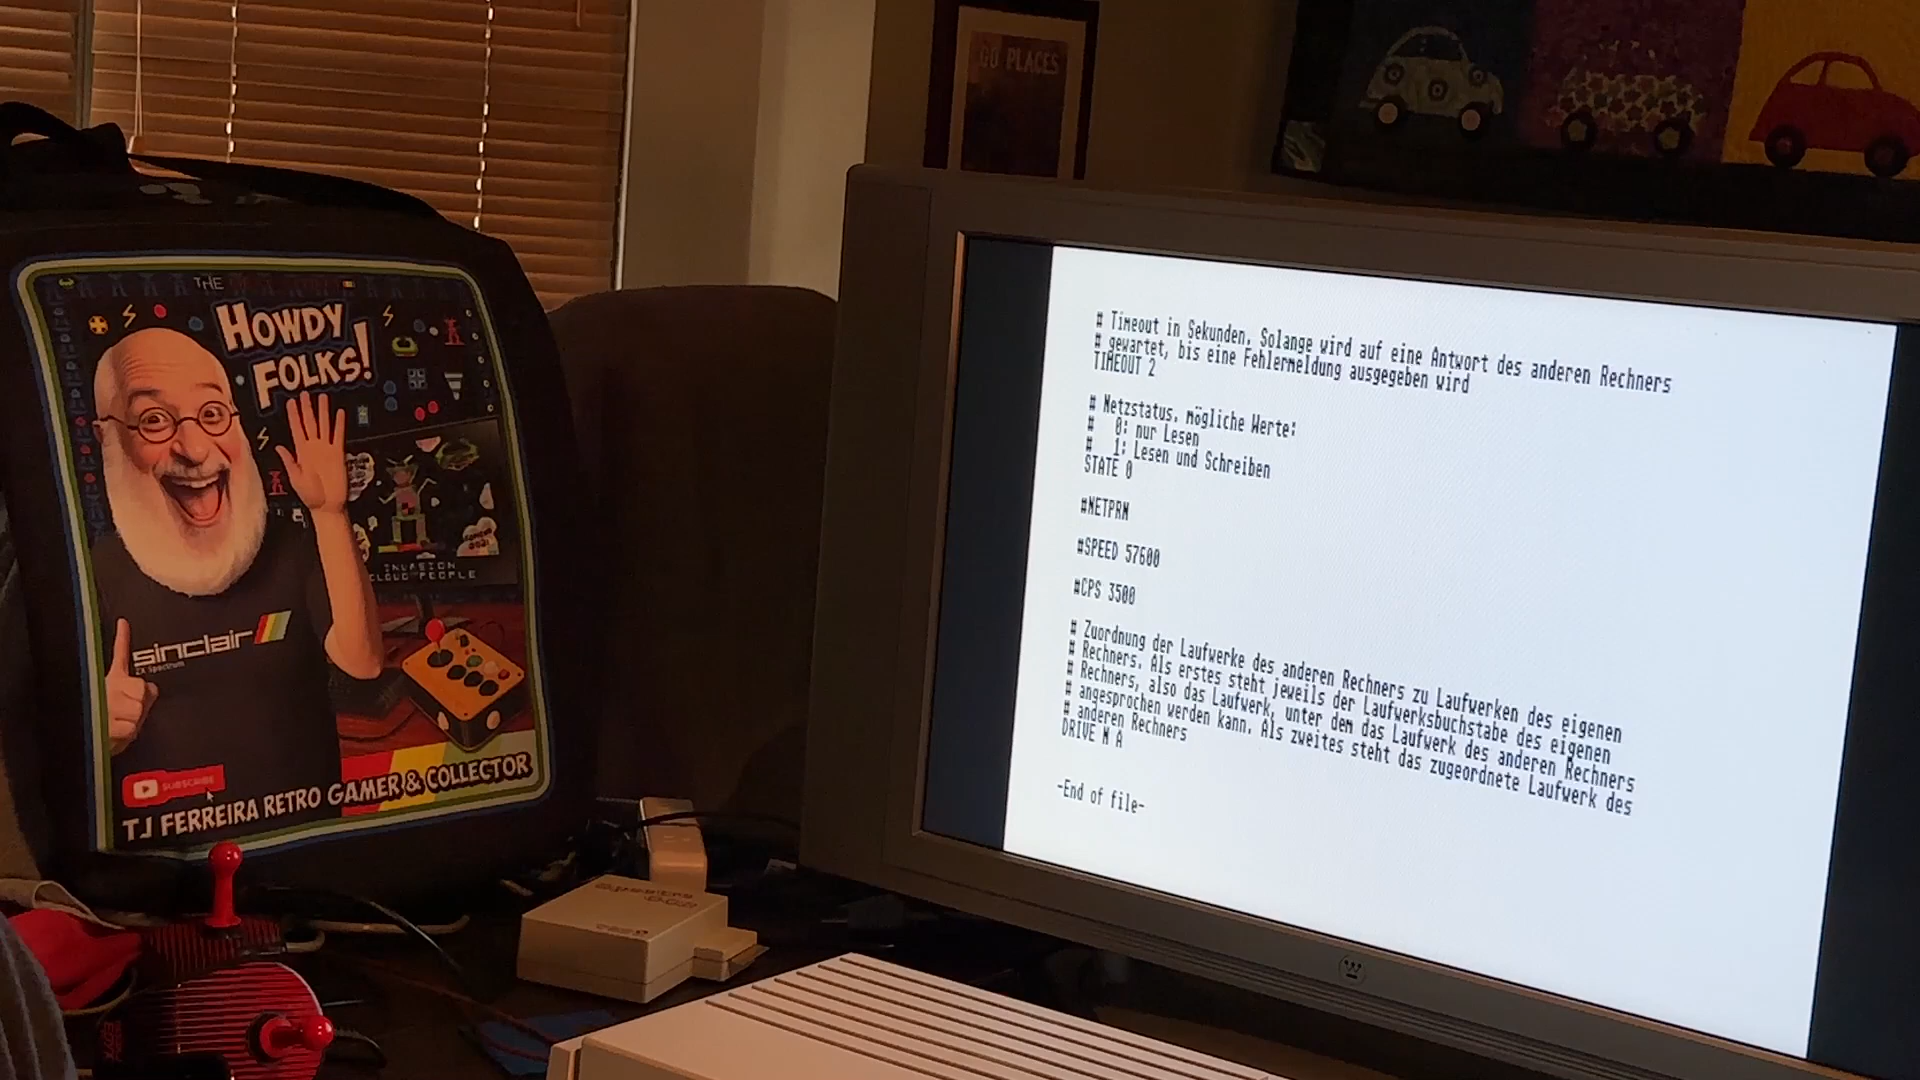 THE
HOWDY
FOLKS!
INVASION
CLOUD PEOPLE
sinclair
ZX Spectrum
SUBSCRIBE
TJ FERREIRA RETRO GAMER & COLLECTOR
GO PLACES
# Timeout in Sekunden. Solange wird auf eine Antwort des anderen Rechners
# gewartet, bis eine Fehlermeldung ausgegeben wird
TIMEOUT 2
# Netzstatus, mögliche Werte:
#   0: nur Lesen
#   1: Lesen und Schreiben
STATE 0
#NETPRN
#SPEED 57600
#CPS 3500
# Zuordnung der Laufwerke des anderen Rechners zu Laufwerken des eigenen
# Rechners. Als erstes steht jeweils der Laufwerksbuchstabe des eigenen
# Rechners, also das Laufwerk, unter dem das Laufwerk des anderen Rechners
# angesprochen werden kann. Als zweites steht das zugeordnete Laufwerk des
# anderen Rechners
DRIVE N A
-End of file-